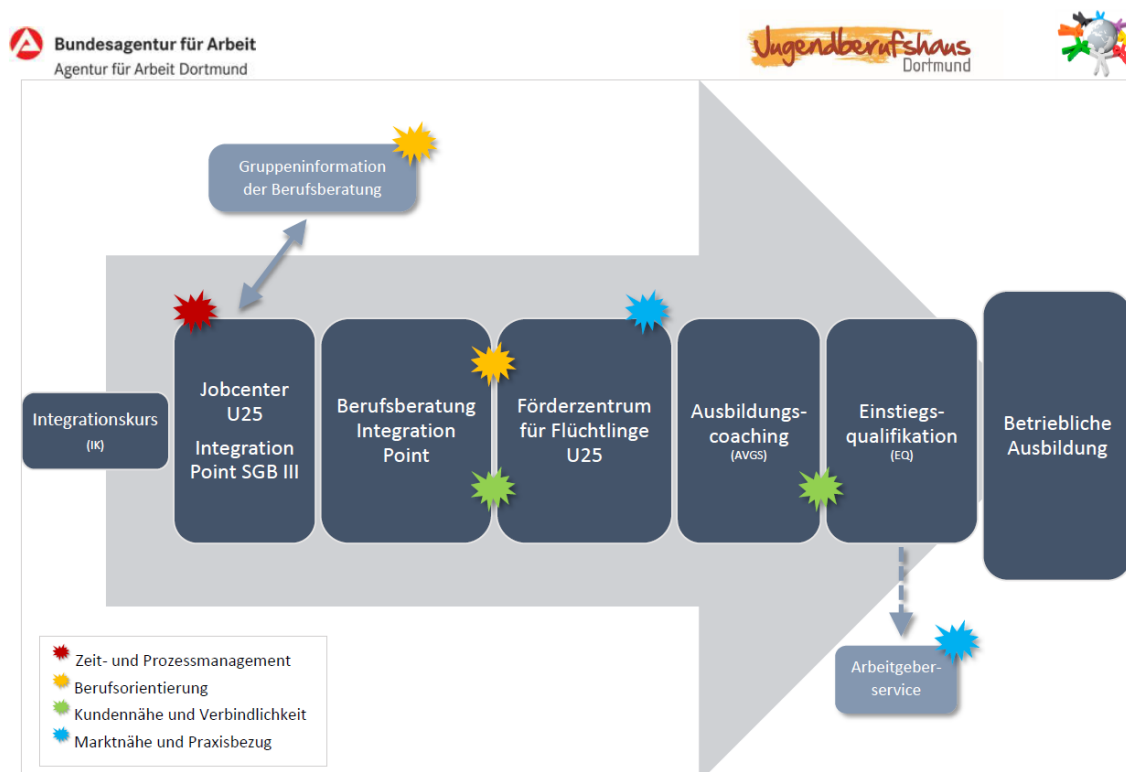 Bundesagentur für Arbeit
Agentur für Arbeit Dortmund
Jugendberufshaus
Dortmund
Gruppeninformation
der Berufsberatung
Integrationskurs
(IK)
Jobcenter
U25
Integration
Point SGB III
Berufsberatung
Integration
Point
Förderzentrum
für Flüchtlinge
U25
Ausbildungs-
coaching
(AVGS)
Einstiegs-
qualifikation
(EQ)
Betriebliche
Ausbildung
Arbeitgeber-
service
Zeit- und Prozessmanagement
Berufsorientierung
Kundennähe und Verbindlichkeit
Marktnähe und Praxisbezug